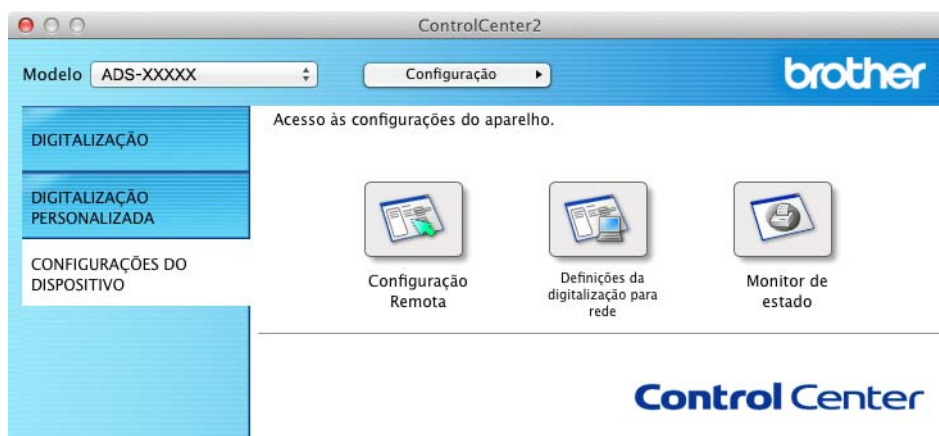 ControlCenter2
Modelo ADS-XXXXX Configuração brother
DIGITALIZAÇÃO
DIGITALIZAÇÃO
PERSONALIZADA
CONFIGURAÇÕES DO
DISPOSITIVO
Acesso às configurações do aparelho.
Configuração
Remota
Definições da
digitalização para
rede
Monitor de
estado
Control Center